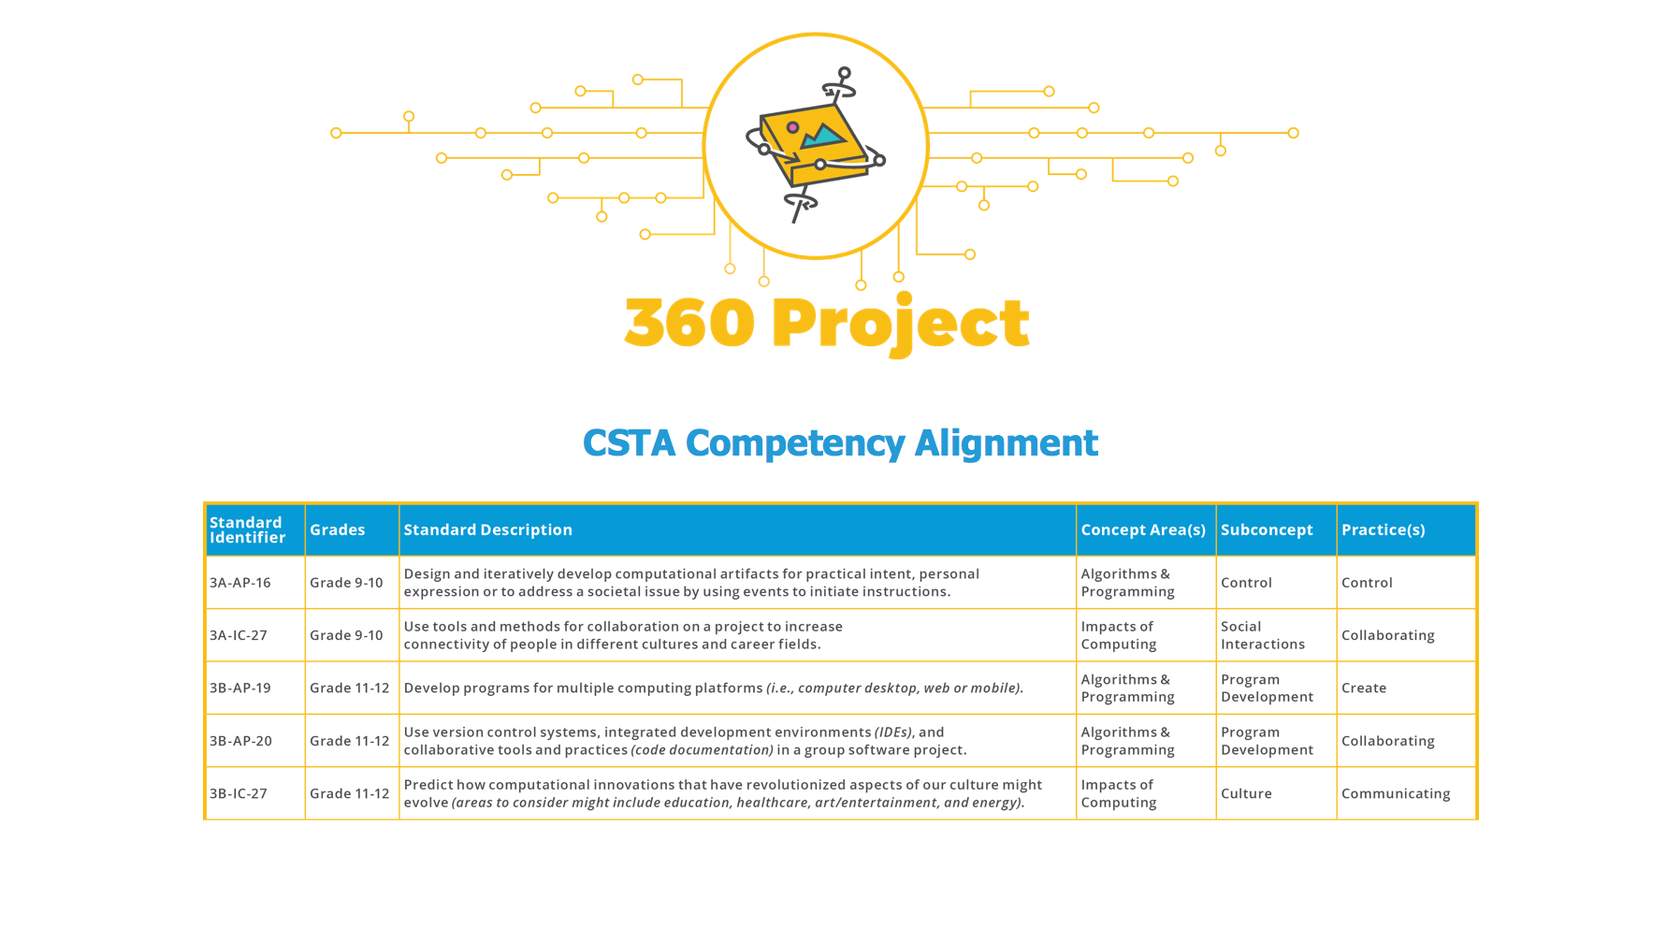 360 Project
CSTA Competency Alignment
Standard
Identifier
Grades
Standard Description
Concept Area(s)
Subconcept
Practice(s)
3A-AP-16
Grade 9-10
Design and iteratively develop computational artifacts for practical intent, personal
expression or to address a societal issue by using events to initiate instructions.
Algorithms &
Programming
Control
Control
3A-IC-27
Grade 9-10
Use tools and methods for collaboration on a project to increase
connectivity of people in different cultures and career fields.
Impacts of
Computing
Social
Interactions
Collaborating
3B-AP-19
Grade 11-12
Develop programs for multiple computing platforms (i.e., computer desktop, web or mobile).
Algorithms &
Programming
Program
Development
Create
3B-AP-20
Grade 11-12
Use version control systems, integrated development environments (IDEs), and
collaborative tools and practices (code documentation) in a group software project.
Algorithms &
Programming
Program
Development
Collaborating
3B-IC-27
Grade 11-12
Predict how computational innovations that have revolutionized aspects of our culture might
evolve (areas to consider might include education, healthcare, art/entertainment, and energy).
Impacts of
Computing
Culture
Communicating